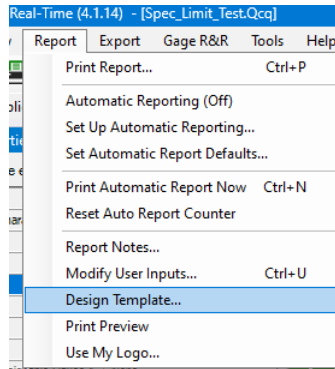 Real-Time (4.1.14) - [Spec_Limit_Test.Qcq]
Report Export Gage R&R Tools Help
Print Report... Ctrl+P
Automatic Reporting (Off)
Set Up Automatic Reporting...
Set Automatic Report Defaults...
Print Automatic Report Now Ctrl+N
Reset Auto Report Counter
Report Notes...
Modify User Inputs... Ctrl+U
Design Template...
Print Preview
Use My Logo...